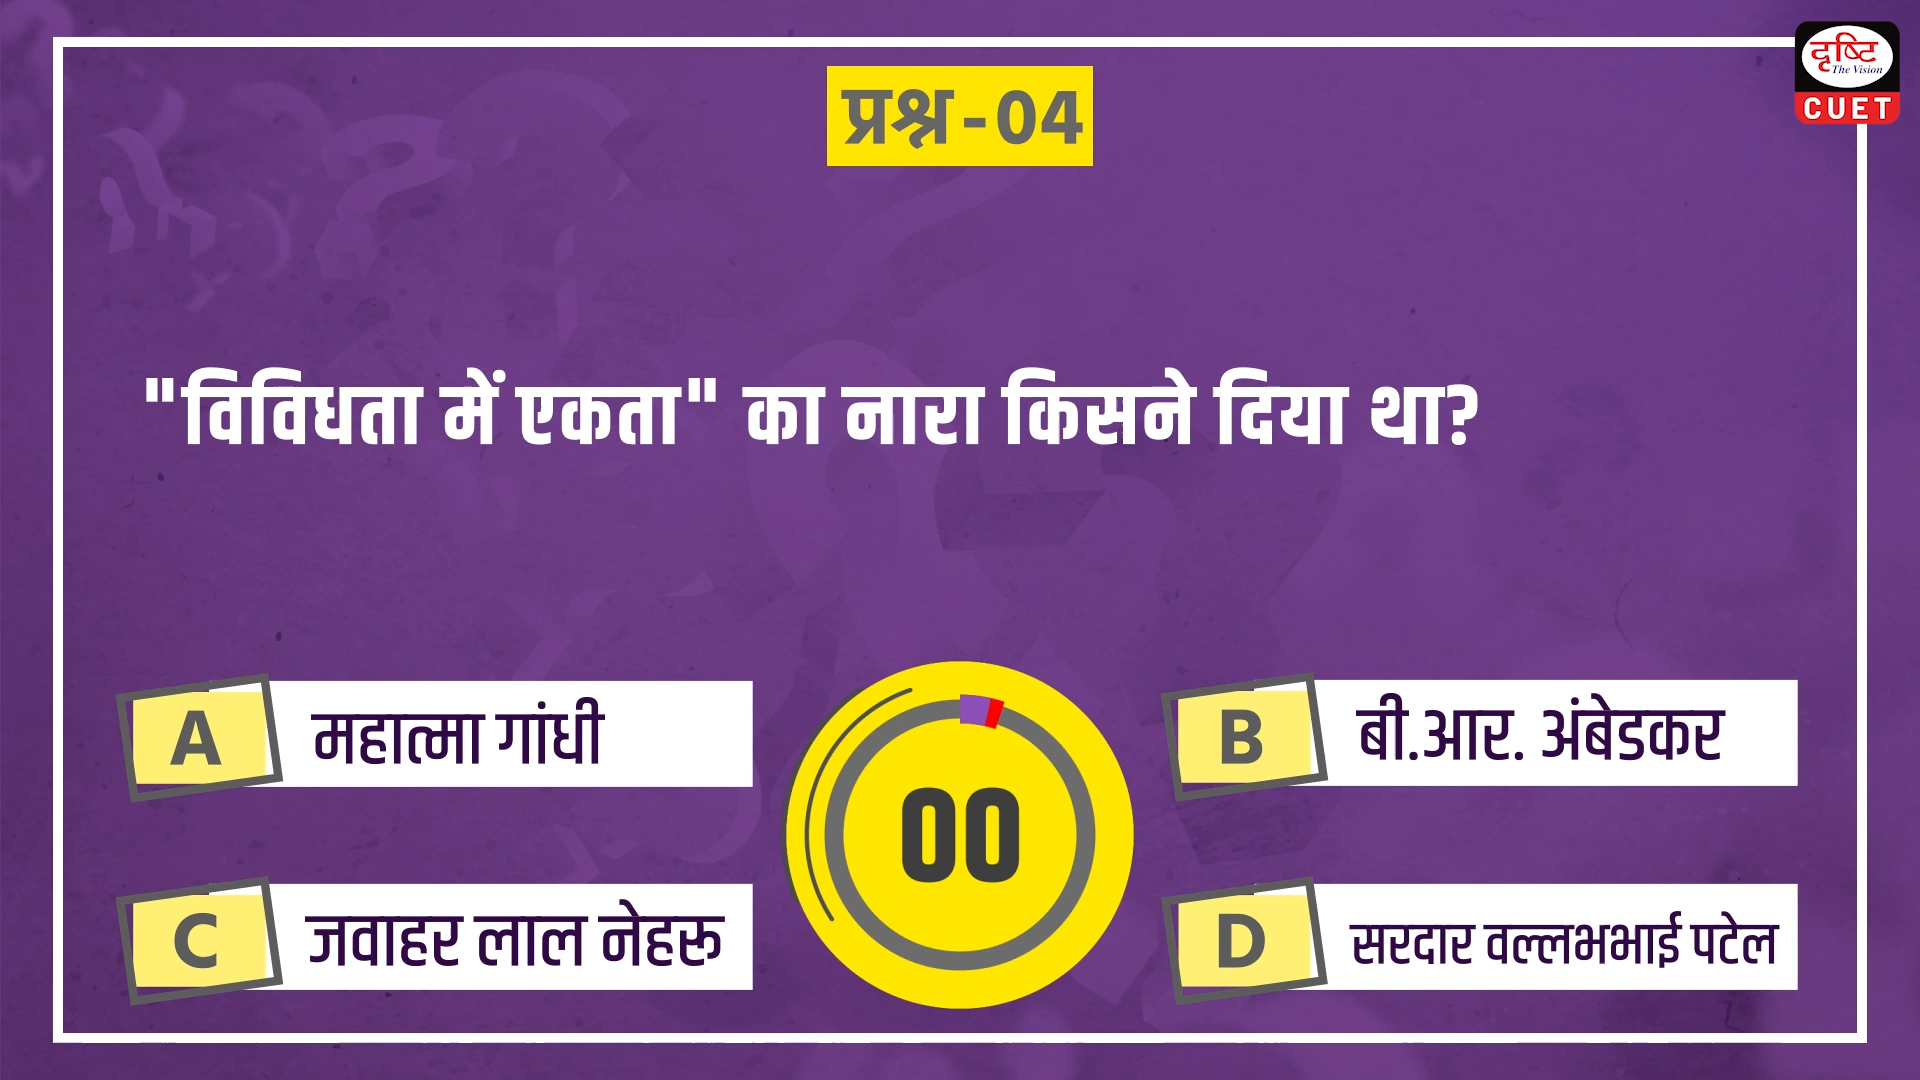 दृष्टि
The Vision
CUET
प्रश्न-04
"विविधता में एकता" का नारा किसने दिया था?
A महात्मा गांधी
B बी.आर. अंबेडकर
00
C जवाहर लाल नेहरू
D सरदार वल्लभभाई पटेल